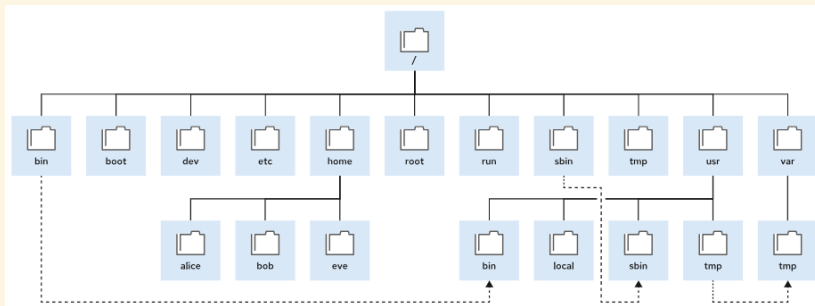 /
bin boot dev etc home root run sbin tmp usr var
alice bob eve bin local sbin tmp tmp